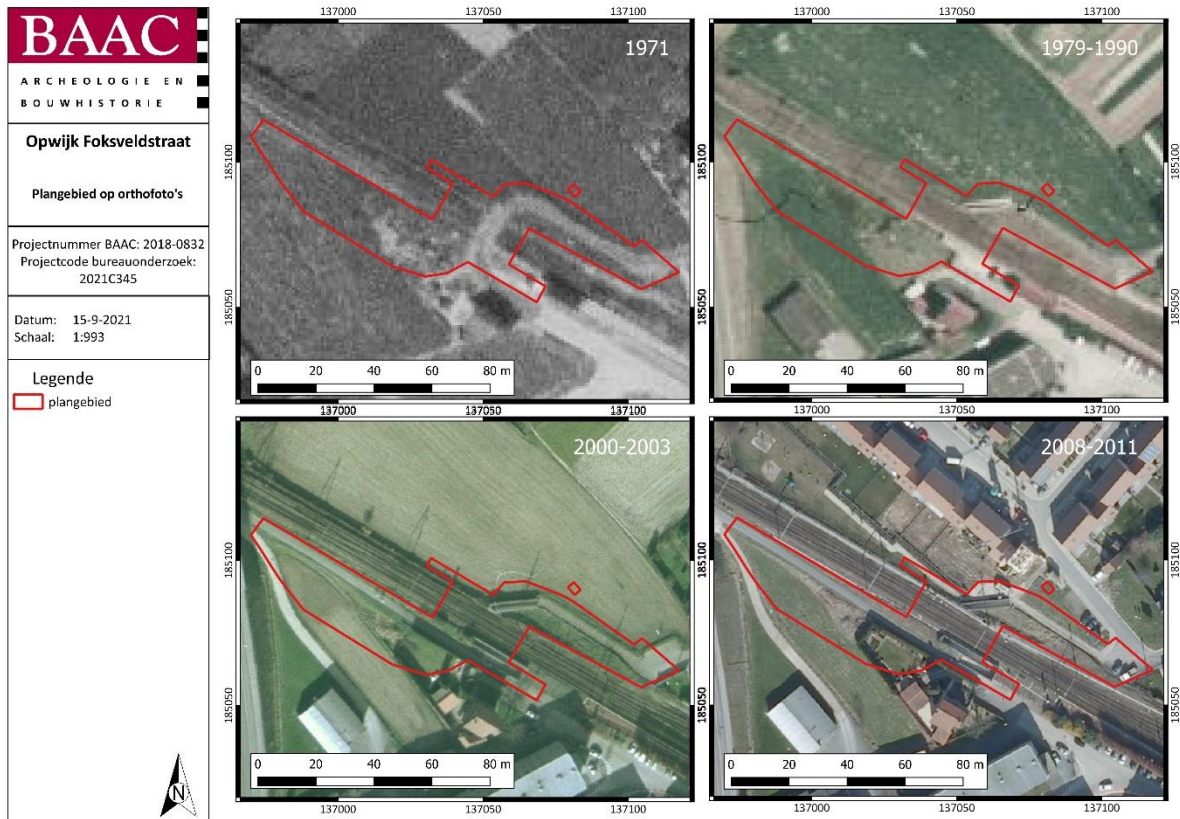 BAAC
ARCHEOLOGIE EN
BOUWHISTORIE
Opwijk Foksveldstraat
Plangebied op orthofoto's
Projectnummer BAAC: 2018-0832
Projectcode bureauonderzoek:
2021C345
Datum: 15-9-2021
Schaal: 1:993
Legende
plangebied
N
137000 137050 137100
1971
185100
185050
0 20 40 60 80 m
137000 137050 137100
137000 137050 137100
1979-1990
185100
185050
0 20 40 60 80 m
137000 137050 137100
2000-2003
185100
185050
0 20 40 60 80 m
137000 137050 137100
2008-2011
185100
185050
0 20 40 60 80 m
137000 137050 137100